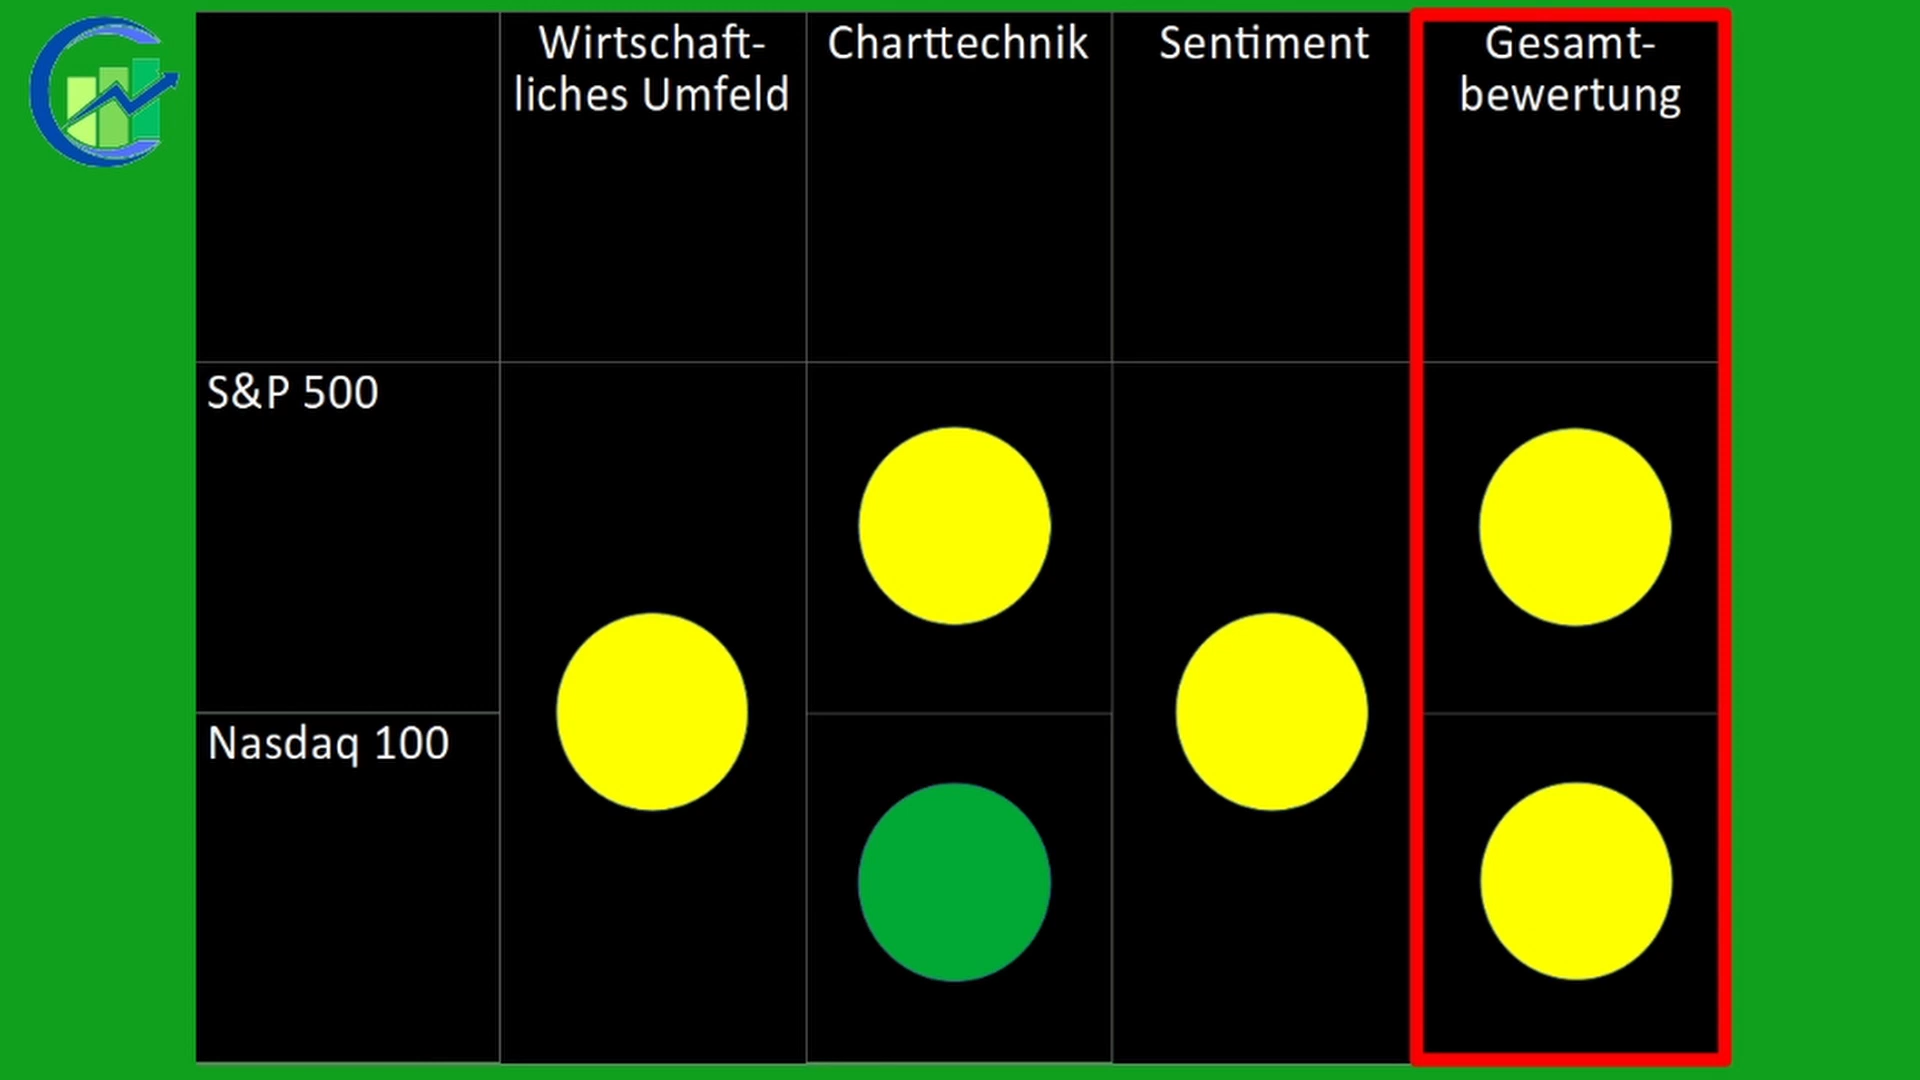 Wirtschaft-
liches Umfeld
Charttechnik
Sentiment
Gesamt-
bewertung
S&P 500
Nasdaq 100